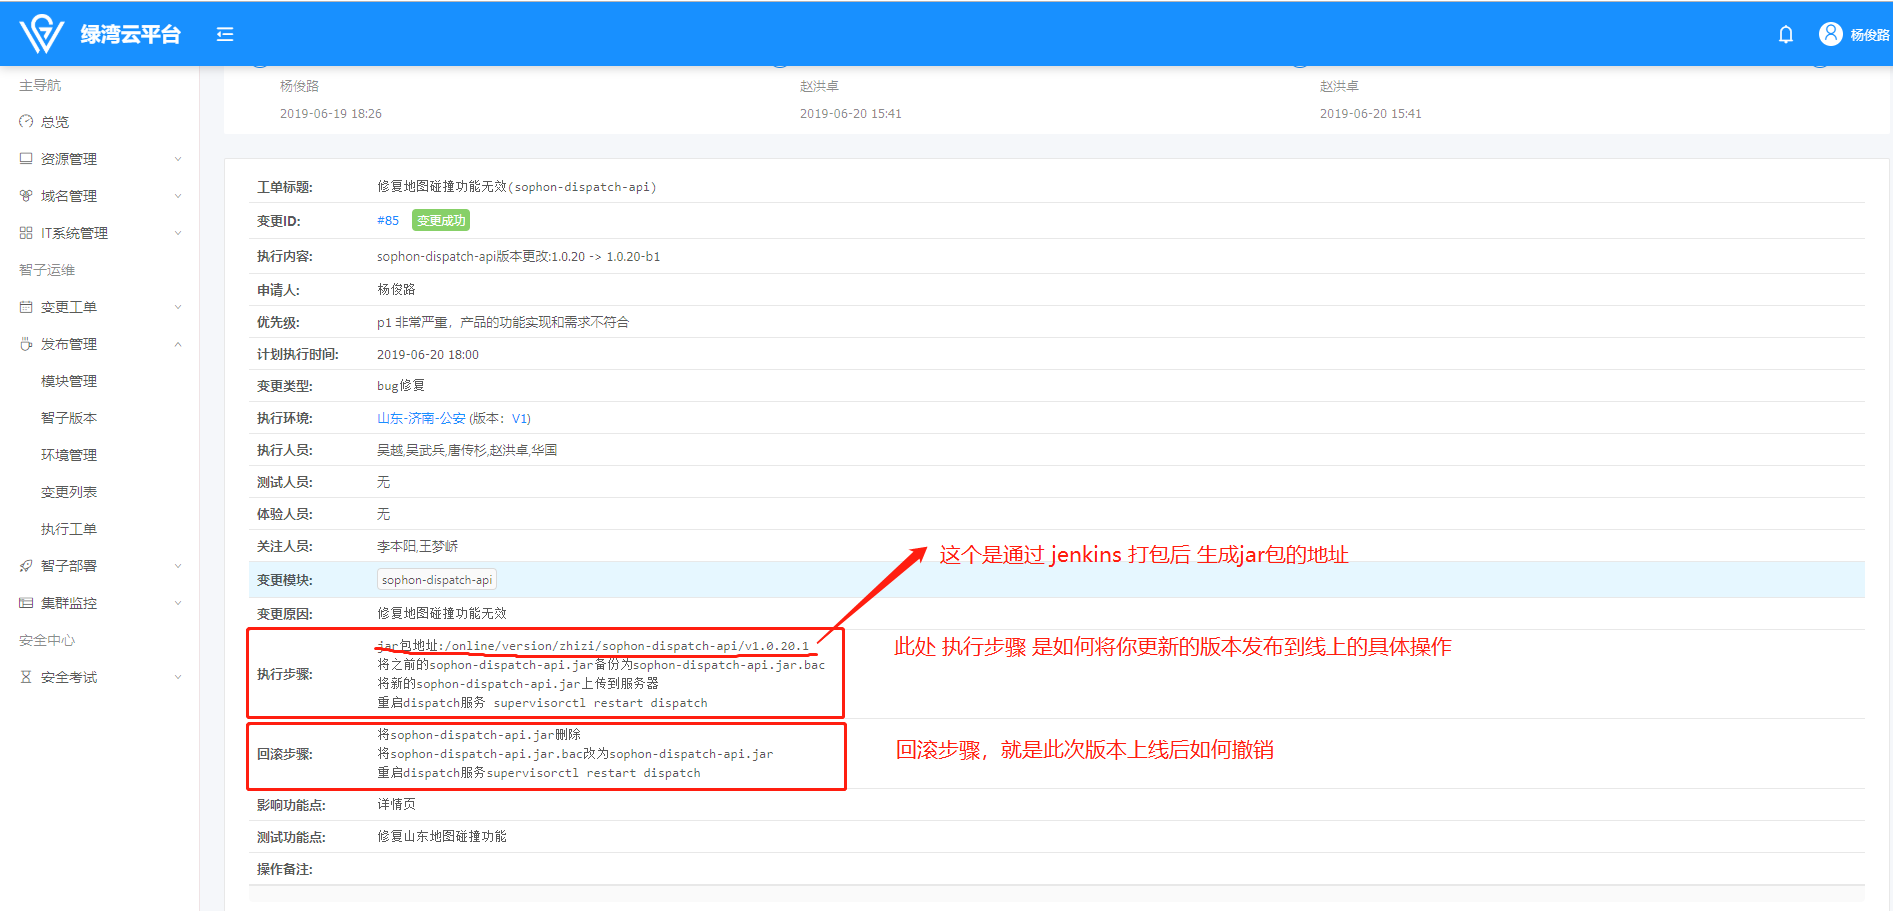 绿湾云平台
杨俊路
主导航
总览
资源管理
域名管理
IT系统管理
智子运维
变更工单
发布管理
模块管理
智子版本
环境管理
变更列表
执行工单
智子部署
集群监控
安全中心
安全考试
杨俊路
2019-06-19 18:26
赵洪卓
2019-06-20 15:41
赵洪卓
2019-06-20 15:41
工单标题: 修复地图碰撞功能无效(sophon-dispatch-api)
变更ID: #85 变更成功
执行内容: sophon-dispatch-api版本更改:1.0.20 -> 1.0.20-b1
申请人: 杨俊路
优先级: p1 非常严重，产品的功能实现和需求不符合
计划执行时间: 2019-06-20 18:00
变更类型: bug修复
执行环境: 山东-济南-公安 (版本：V1)
执行人员: 吴越,吴武兵,唐传杉,赵洪卓,华国
测试人员: 无
体验人员: 无
关注人员: 李本阳,王梦峤
这个是通过 jenkins 打包后 生成jar包的地址
变更模块: sophon-dispatch-api
变更原因: 修复地图碰撞功能无效
执行步骤:
jar包地址:/online/version/zhizi/sophon-dispatch-api/v1.0.20.1
将之前的sophon-dispatch-api.jar备份为sophon-dispatch-api.jar.bac
将新的sophon-dispatch-api.jar上传到服务器
重启dispatch服务 supervisorctl restart dispatch
此处 执行步骤 是如何将你更新的版本发布到线上的具体操作
回滚步骤:
将sophon-dispatch-api.jar删除
将sophon-dispatch-api.jar.bac改为sophon-dispatch-api.jar
重启dispatch服务supervisorctl restart dispatch
回滚步骤，就是此次版本上线后如何撤销
影响功能点: 详情页
测试功能点: 修复山东地图碰撞功能
操作备注: